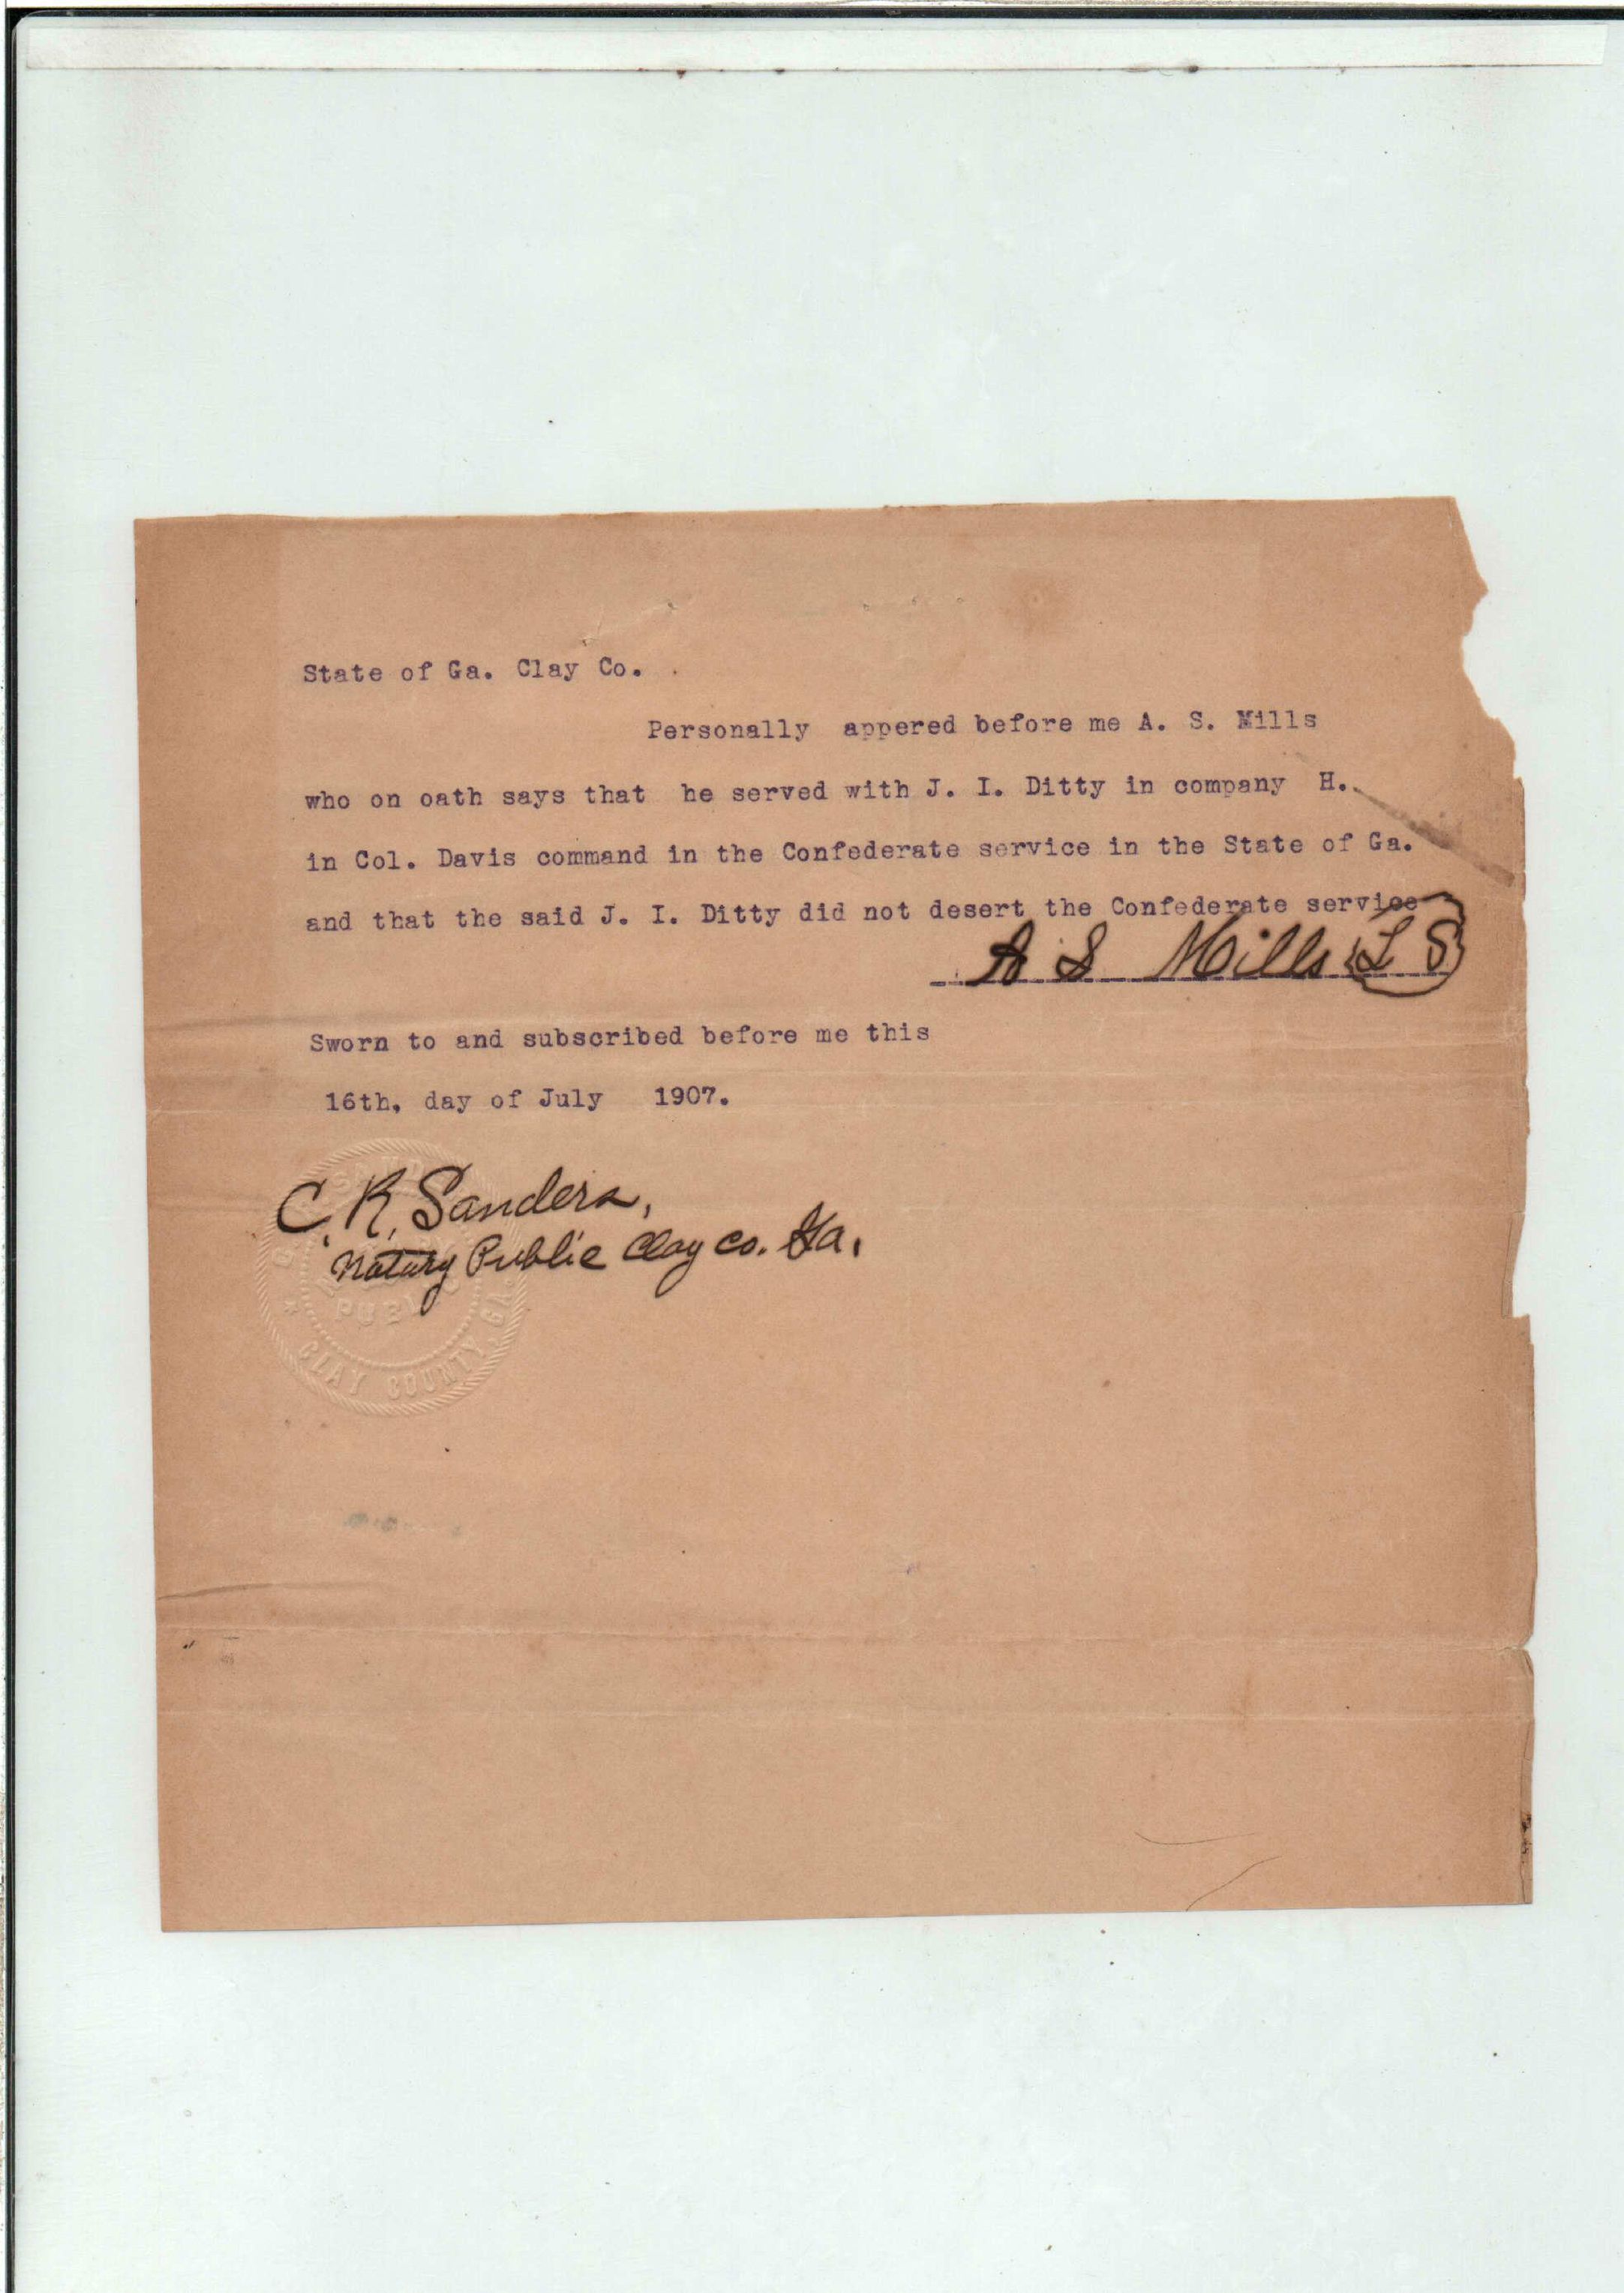 State of Ga. Clay Co.
Personally appered before me A. S. Mills
who on oath says that he served with J. I. Ditty in company H.
in Col. Davis command in the Confederate service in the State of Ga.
and that the said J. I. Ditty did not desert the Confederate service
A S Mills (L S)
Sworn to and subscribed before me this
16th, day of July 1907.
C. R. Sanders,
Notary Public Clay Co. Ga.
PUBLIC
CLAY COUNTY, GA.